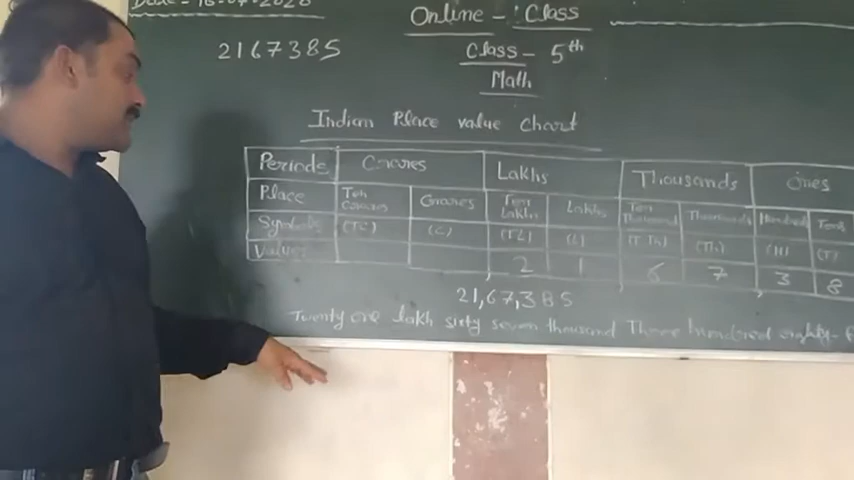 Online - Class
2167385
Class - 5th
Math
Indian Place value chart
Periods Crores Lakhs Thousands Ones
Place Ten Crores Crores Ten Lakhs Lakhs Ten Thousand Thousands Hundred Tens
Symbols (TC) (C) (TL) (L) (T Th) (Th) (H) (T)
Values 2 1 6 7 3 8
21,67,385
Twenty one lakh sixty seven thousand Three hundred eighty-